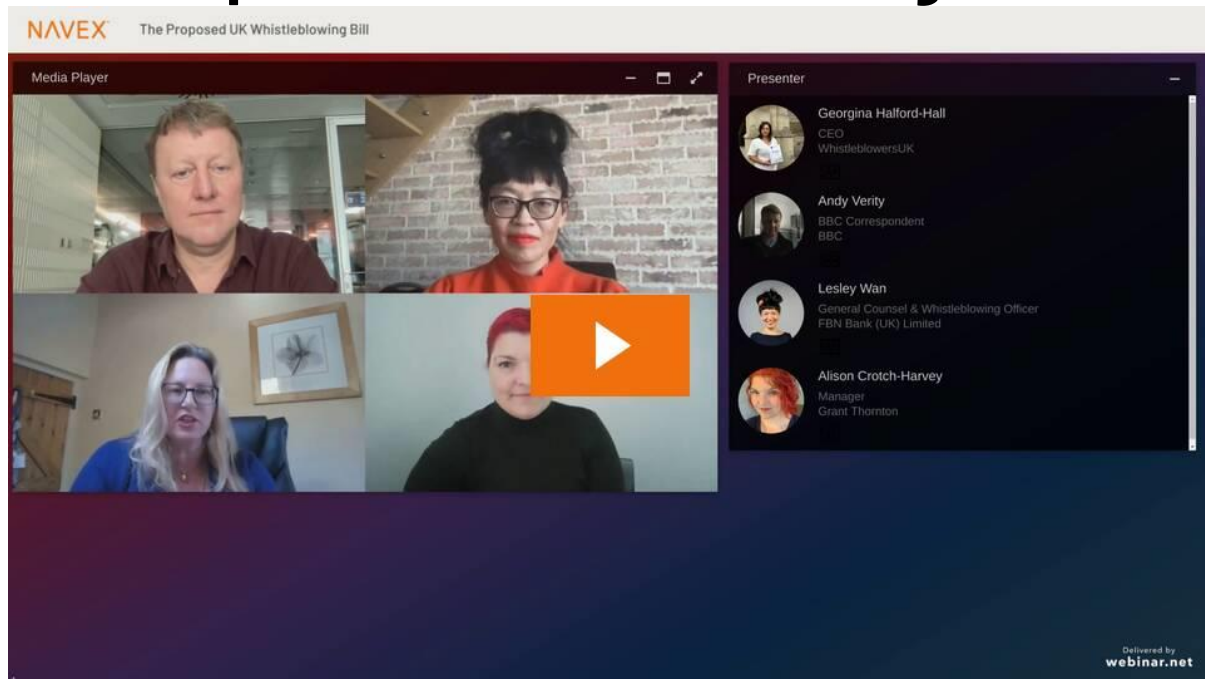 NAVEX The Proposed UK Whistleblowing Bill
Media Player
Presenter
Georgina Halford-Hall
CEO
WhistleblowersUK
Andy Verity
BBC Correspondent
BBC
Lesley Wan
General Counsel & Whistleblowing Officer
FBN Bank (UK) Limited
Alison Crotch-Harvey
Manager
Grant Thornton
Delivered by
webinar.net